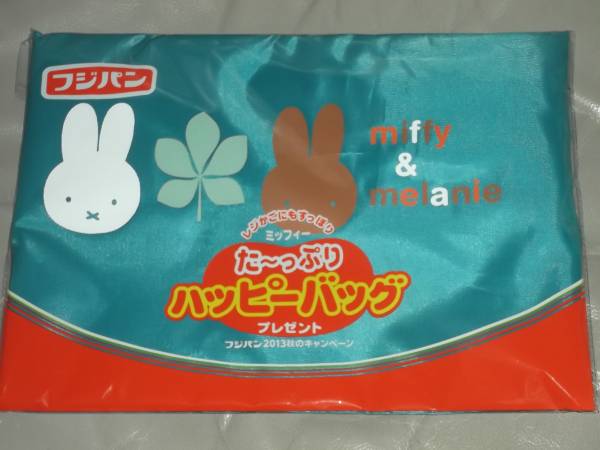 フジパン
miffy
&
melanie
レジかごにもすっぽり
ミッフィー
た〜っぷり
ハッピーバッグ
プレゼント
フジパン2013秋のキャンペーン